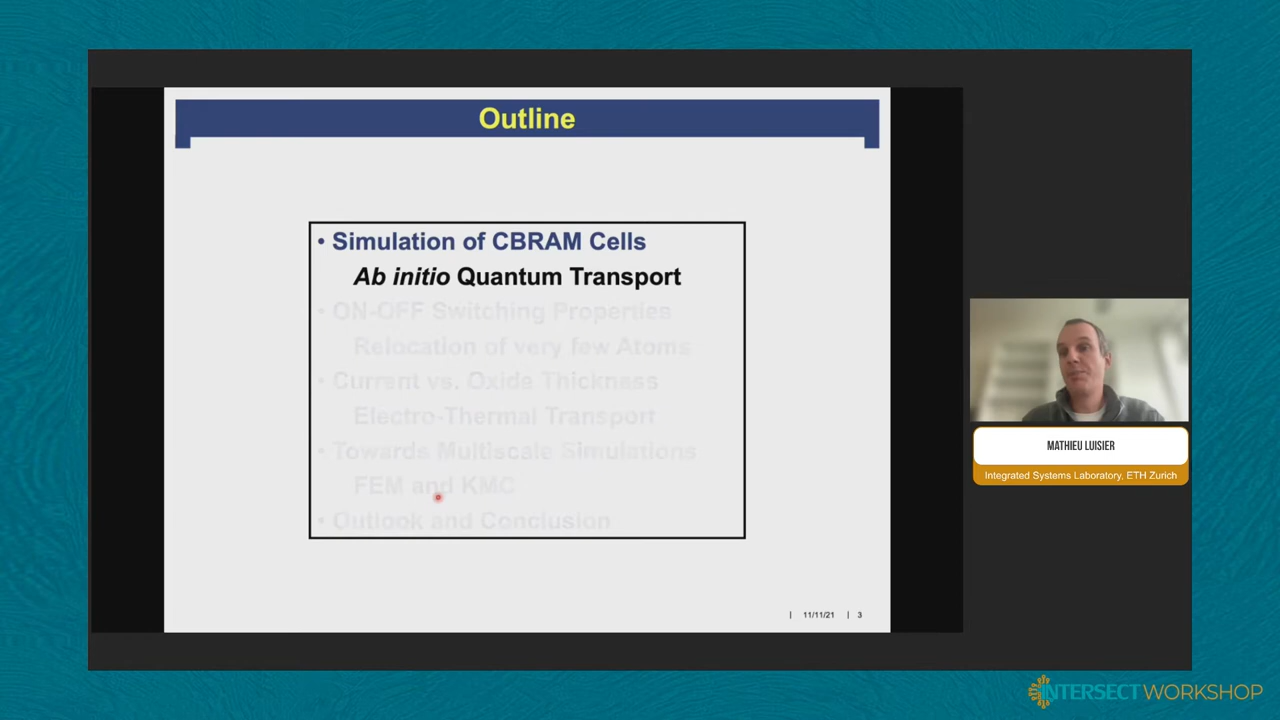 Outline
• Simulation of CBRAM Cells
Ab initio Quantum Transport
• ON-OFF Switching Properties
Relocation of very few Atoms
• Current vs. Oxide Thicknass
Electro-Thermal Transport
• Towards Multiscale Simulations
FEM and KMC
• Outlook and Conclusion
| 11/11/21 | 3
MATHIEU LUISIER
Integrated Systems Laboratory, ETH Zurich
INTERSECT WORKSHOP